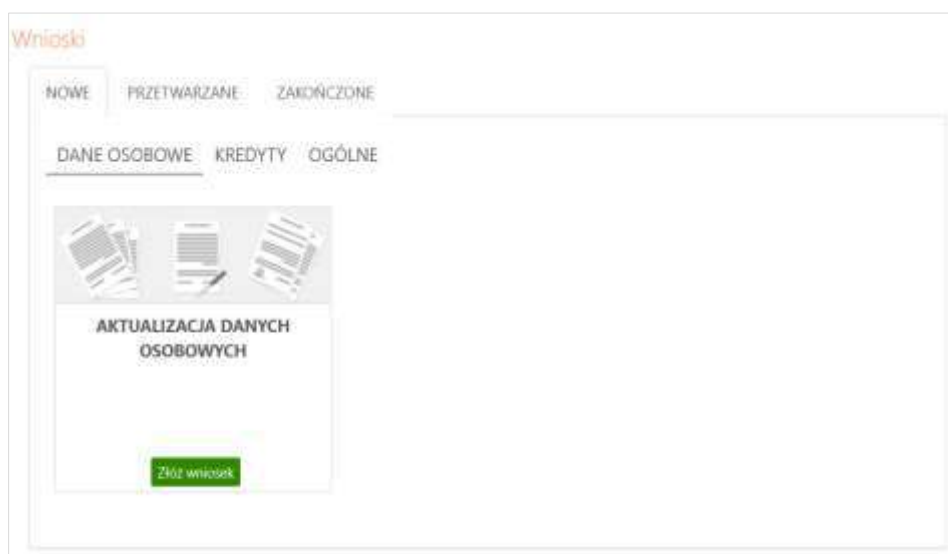 Wnioski
NOWE PRZETWARZANE ZAKOŃCZONE
DANE OSOBOWE KREDYTY OGÓLNE
AKTUALIZACJA DANYCH
OSOBOWYCH
Złóż wniosek